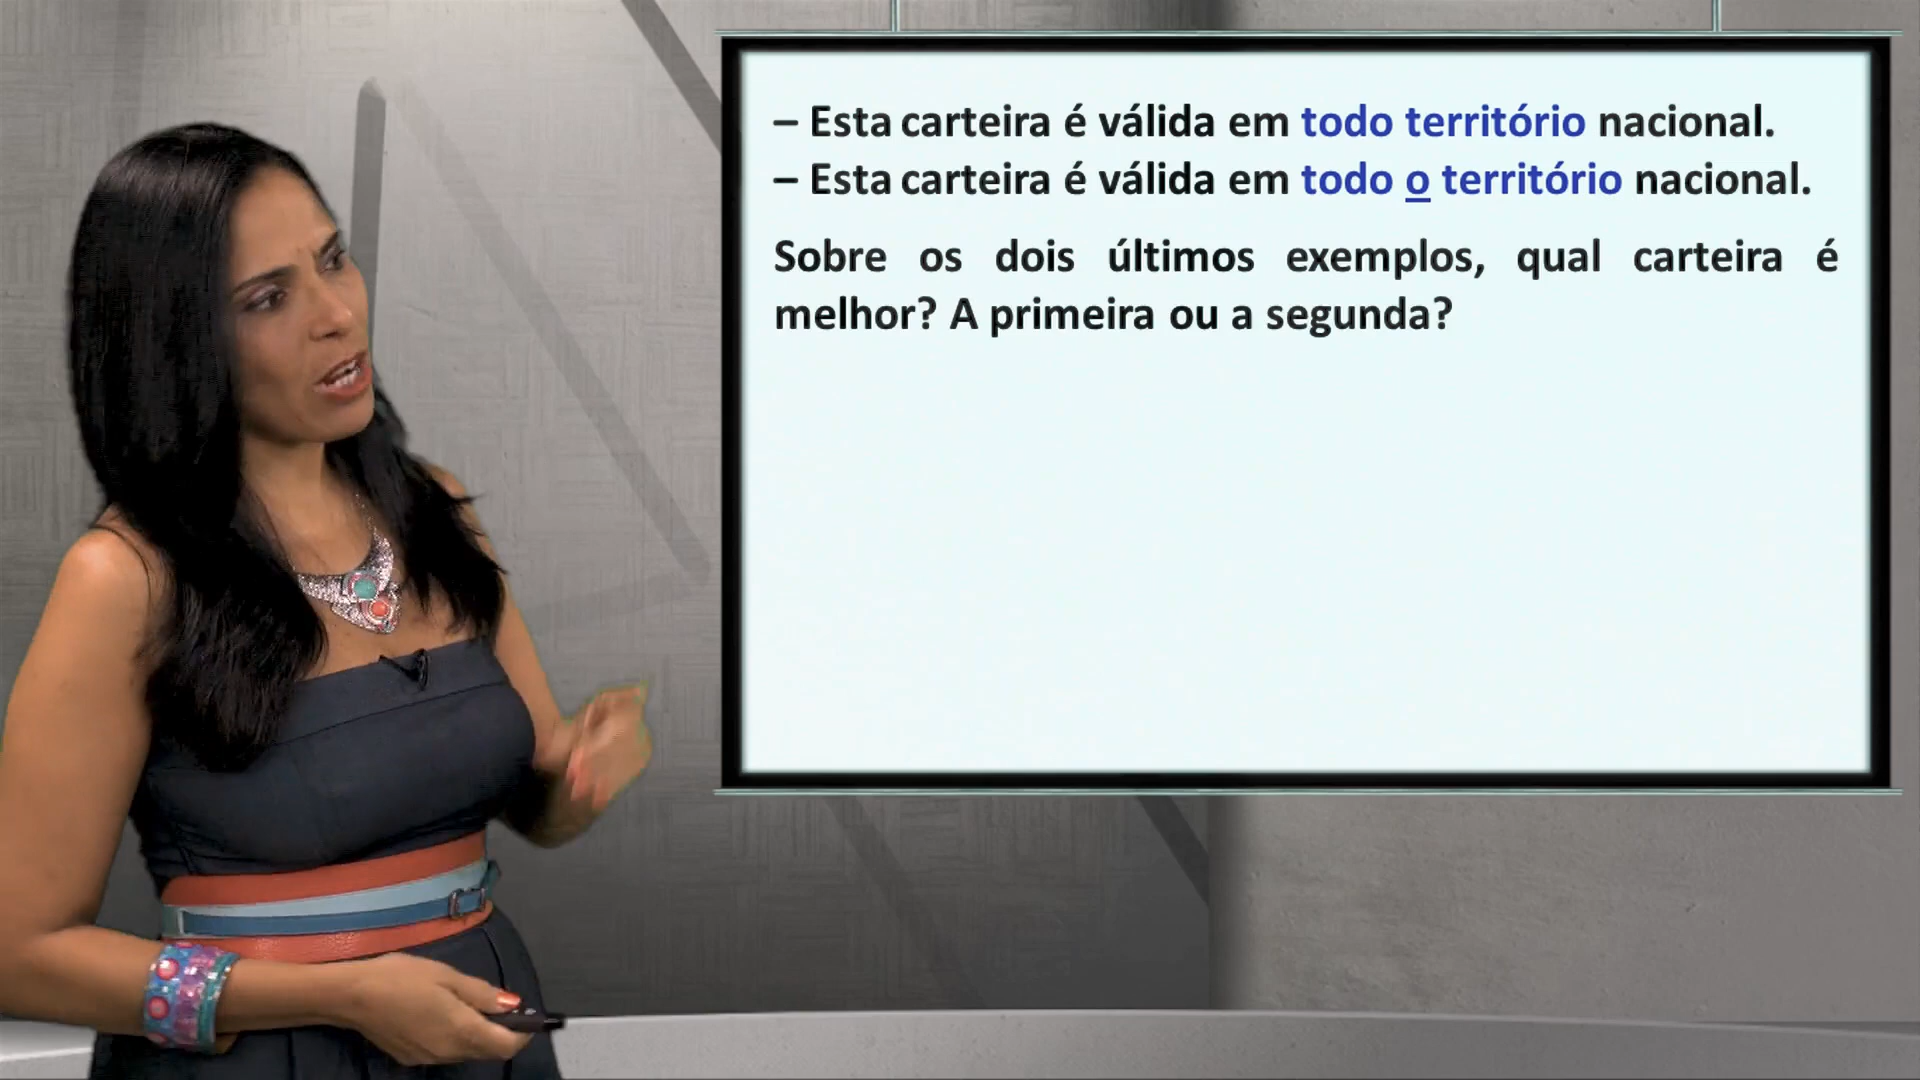 – Esta carteira é válida em todo território nacional.
– Esta carteira é válida em todo o território nacional.
Sobre os dois últimos exemplos, qual carteira é
melhor? A primeira ou a segunda?